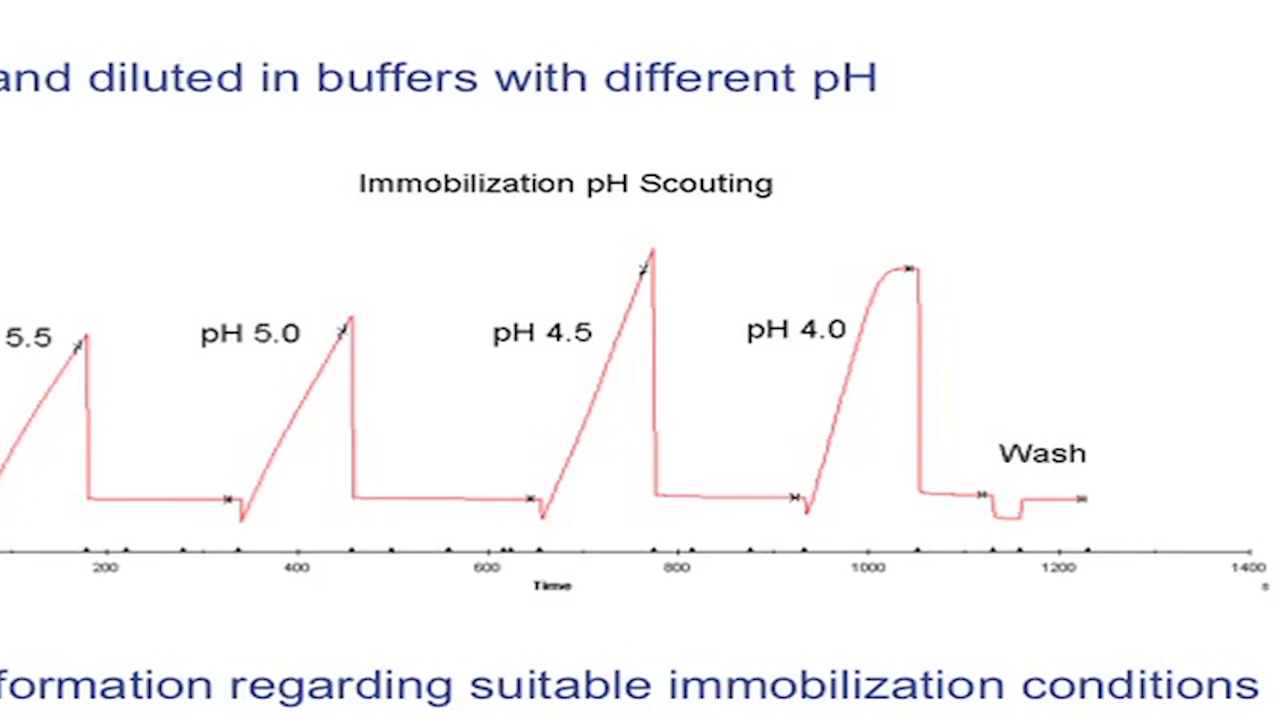 and diluted in buffers with different pH
Immobilization pH Scouting
5.5
pH 5.0
pH 4.5
pH 4.0
Wash
200 400 600 800 1000 1200 1400
Time
s
formation regarding suitable immobilization conditions